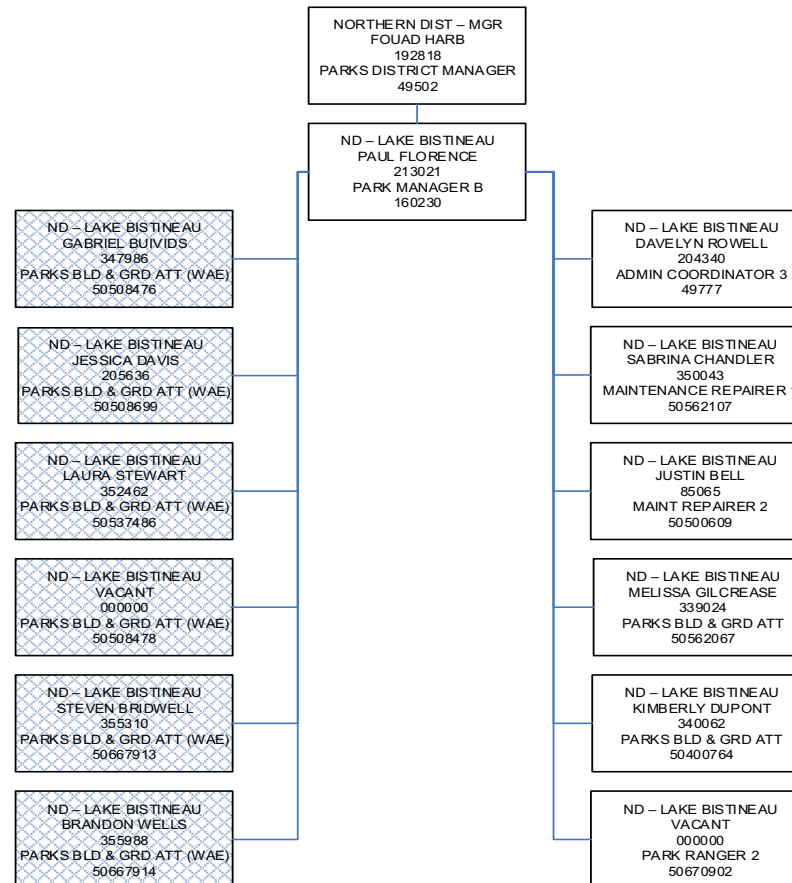 NORTHERN DIST – MGR
FOUAD HARB
192818
PARKS DISTRICT MANAGER
49502
ND – LAKE BISTINEAU
PAUL FLORENCE
213021
PARK MANAGER B
160230
ND – LAKE BISTINEAU
GABRIEL BUIVIDS
347986
PARKS BLD & GRD ATT (WAE)
50508476
ND – LAKE BISTINEAU
JESSICA DAVIS
205636
PARKS BLD & GRD ATT (WAE)
50508699
ND – LAKE BISTINEAU
LAURA STEWART
352462
PARKS BLD & GRD ATT (WAE)
50537486
ND – LAKE BISTINEAU
VACANT
000000
PARKS BLD & GRD ATT (WAE)
50508478
ND – LAKE BISTINEAU
STEVEN BRIDWELL
355310
PARKS BLD & GRD ATT (WAE)
50667913
ND – LAKE BISTINEAU
BRANDON WELLS
355988
PARKS BLD & GRD ATT (WAE)
50667914
ND – LAKE BISTINEAU
DAVELYN ROWELL
204340
ADMIN COORDINATOR 3
49777
ND – LAKE BISTINEAU
SABRINA CHANDLER
350043
MAINTENANCE REPAIRER 1
50562107
ND – LAKE BISTINEAU
JUSTIN BELL
85065
MAINT REPAIRER 2
50500609
ND – LAKE BISTINEAU
MELISSA GILCREASE
339024
PARKS BLD & GRD ATT
50562067
ND – LAKE BISTINEAU
KIMBERLY DUPONT
340062
PARKS BLD & GRD ATT
50400764
ND – LAKE BISTINEAU
VACANT
000000
PARK RANGER 2
50670902